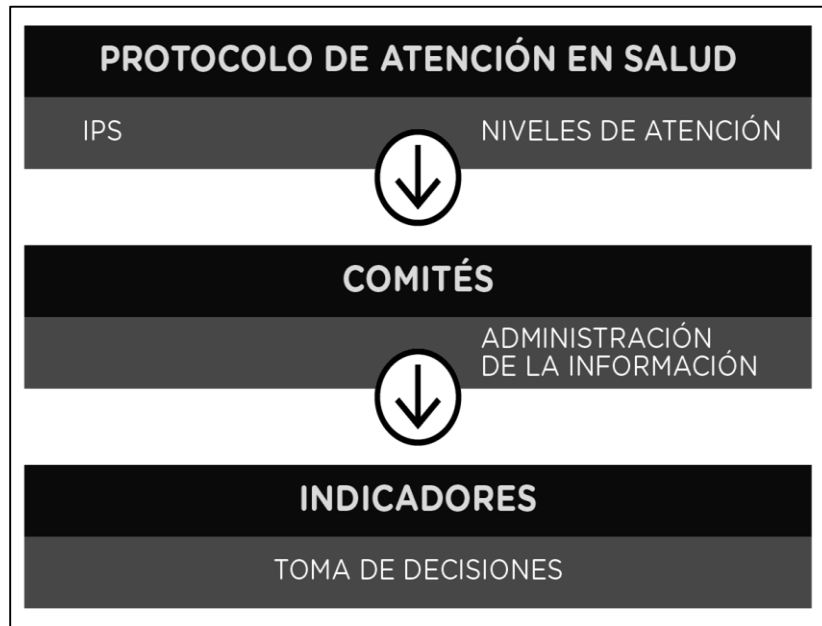 PROTOCOLO DE ATENCIÓN EN SALUD
IPS
NIVELES DE ATENCIÓN
COMITÉS
ADMINISTRACIÓN
DE LA INFORMACIÓN
INDICADORES
TOMA DE DECISIONES